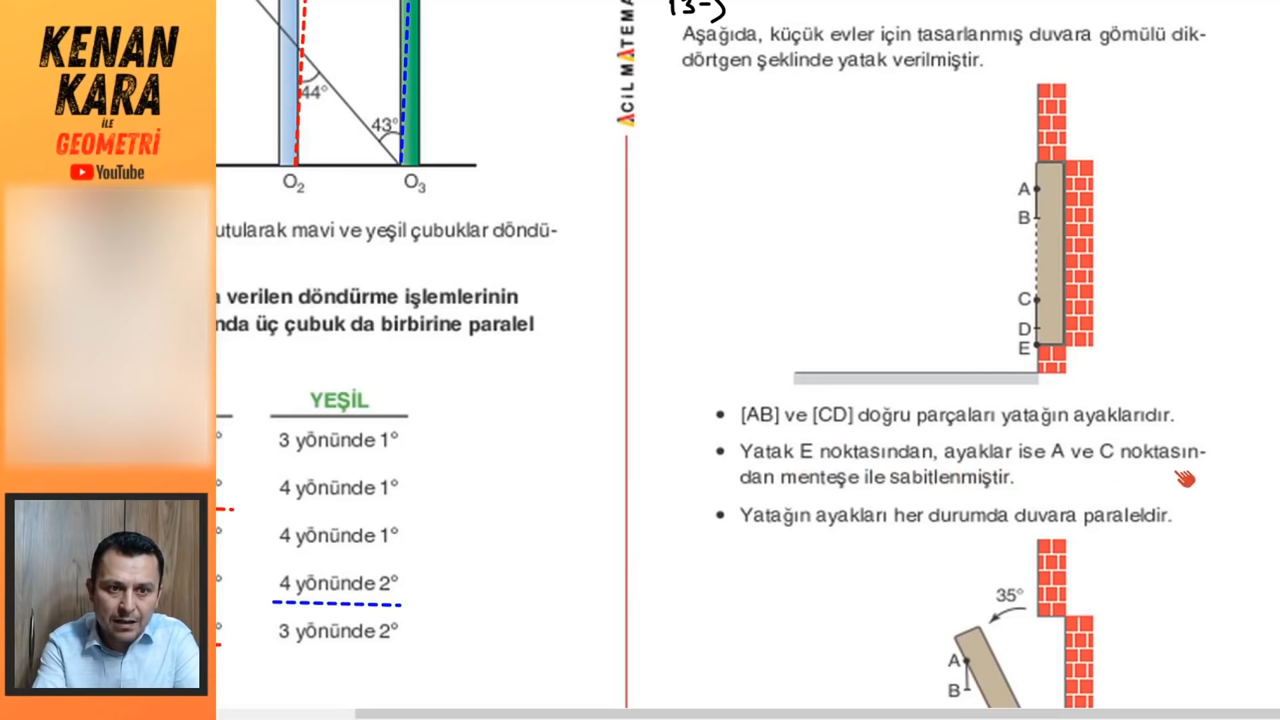 KENAN
KARA
İLE
GEOMETRİ
YouTube
44°
43°
O2
O3
utularak mavi ve yeşil çubuklar döndü-
verilen döndürme işlemlerinin
nda üç çubuk da birbirine paralel
YEŞİL
3 yönünde 1°
4 yönünde 1°
4 yönünde 1°
4 yönünde 2°
3 yönünde 2°
ACİL MATEMA
13-)
Aşağıda, küçük evler için tasarlanmış duvara gömülü dik-
dörtgen şeklinde yatak verilmiştir.
A
B
C
D
E
• [AB] ve [CD] doğru parçaları yatağın ayaklarıdır.
• Yatak E noktasından, ayaklar ise A ve C noktasın-
dan menteşe ile sabitlenmiştir.
• Yatağın ayakları her durumda duvara paraleldir.
35°
A
B